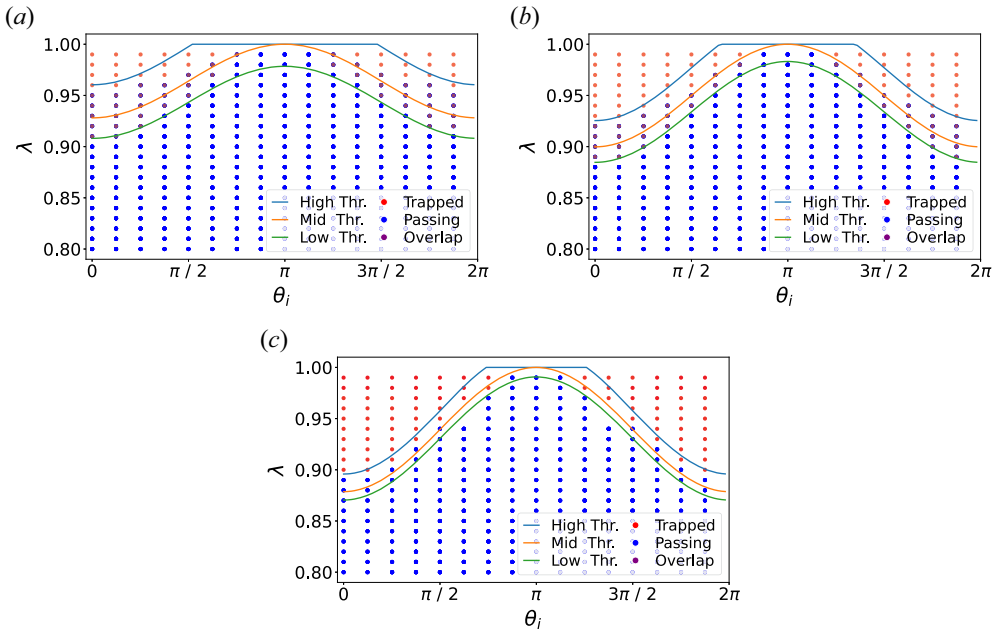 (a)
1.00
0.95
0.90
0.85
0.80
λ
High Thr.
Mid Thr.
Low Thr.
Trapped
Passing
Overlap
0
π / 2
π
3π / 2
2π
θi
(b)
1.00
0.95
0.90
0.85
0.80
λ
High Thr.
Mid Thr.
Low Thr.
Trapped
Passing
Overlap
0
π / 2
π
3π / 2
2π
θi
(c)
1.00
0.95
0.90
0.85
0.80
λ
High Thr.
Mid Thr.
Low Thr.
Trapped
Passing
Overlap
0
π / 2
π
3π / 2
2π
θi